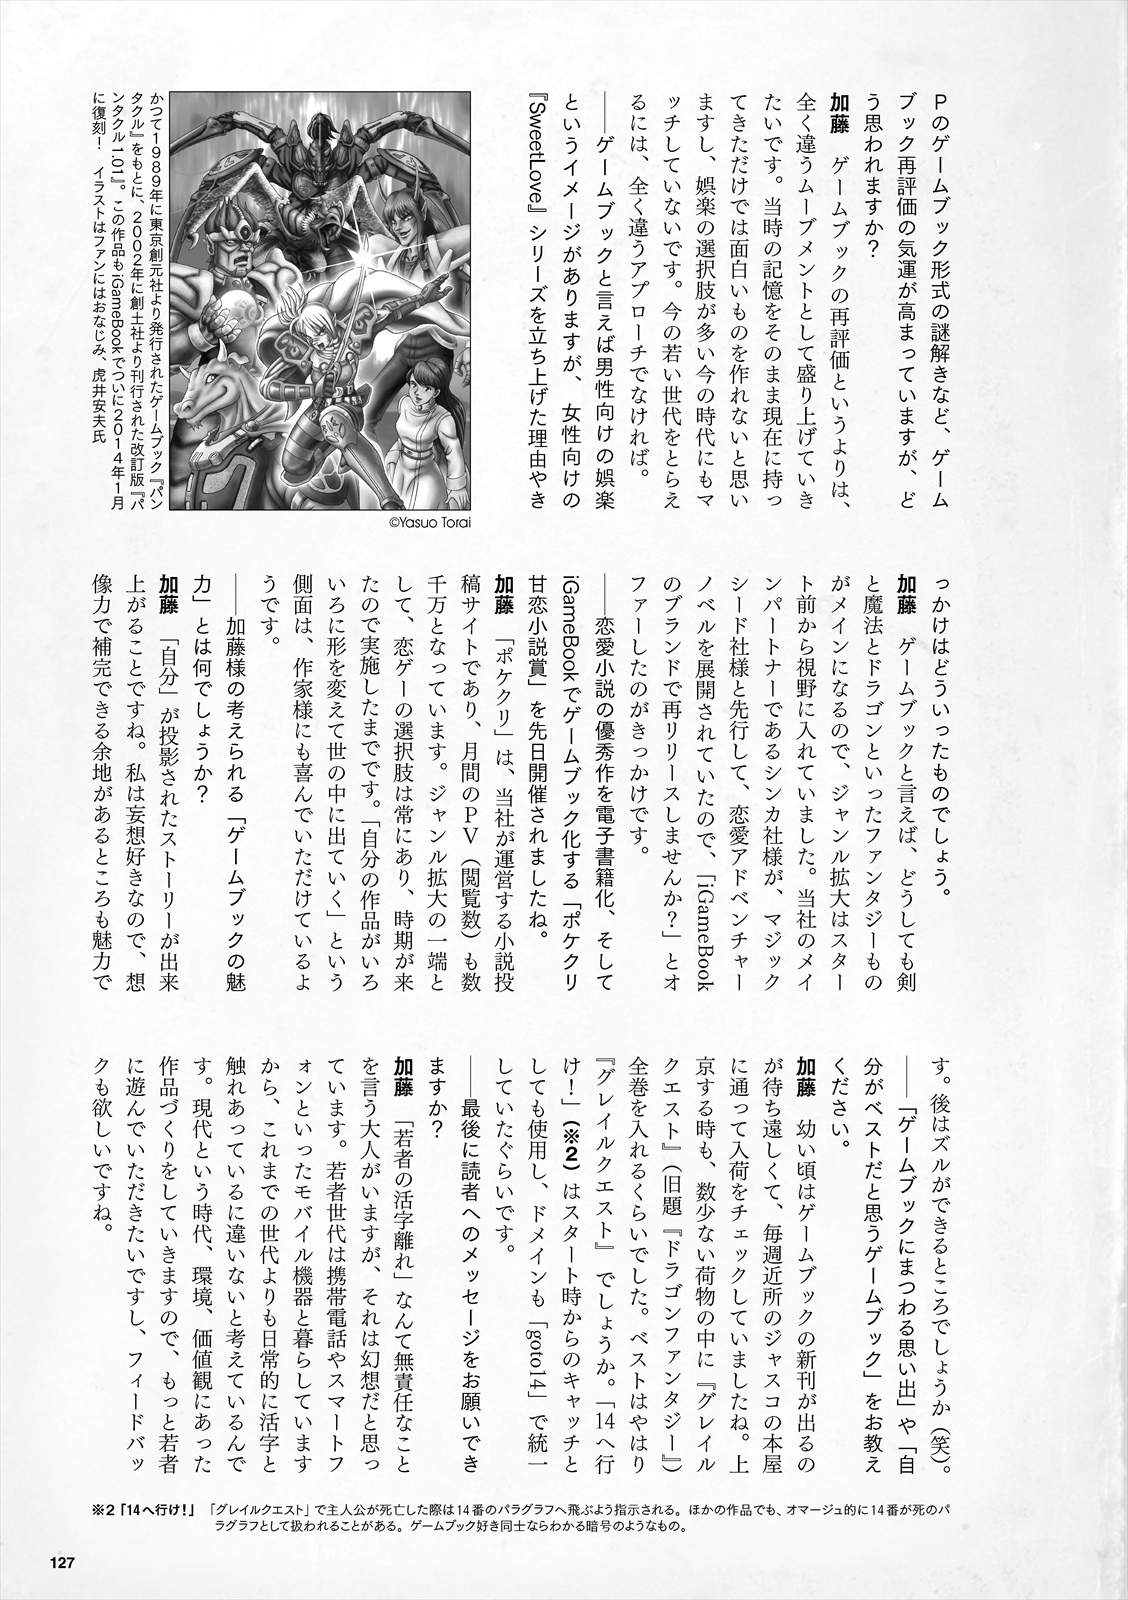 Ｐのゲームブック形式の謎解きなど、ゲーム
ブック再評価の気運が高まっていますが、ど
う思われますか？
加藤　ゲームブックの再評価というよりは、
全く違うムーブメントとして盛り上げていき
たいです。当時の記憶をそのまま現在に持っ
てきただけでは面白いものを作れないと思い
ますし、娯楽の選択肢が多い今の時代にもマ
ッチしていないです。今の若い世代をとらえ
るには、全く違うアプローチでなければ。
――ゲームブックと言えば男性向けの娯楽
というイメージがありますが、女性向けの
『SweetLove』シリーズを立ち上げた理由やき
©Yasuo Torai
かつて1989年に東京創元社より発行されたゲームブック『パン
タクル』をもとに、2002年に創土社より刊行された改訂版『パ
ンタクル1.01』。この作品もiGameBookでついに2014年1月
に復刻！　イラストはファンにはおなじみ、虎井安夫氏
っかけはどういったものでしょう。
加藤　ゲームブックと言えば、どうしても剣
と魔法とドラゴンといったファンタジーもの
がメインになるので、ジャンル拡大はスター
ト前から視野に入れていました。当社のメイ
ンパートナーであるシンカ社様が、マジック
シード社様と先行して、恋愛アドベンチャー
ノベルを展開されていたので、「iGameBook
のブランドで再リリースしませんか？」とオ
ファーしたのがきっかけです。
――恋愛小説の優秀作を電子書籍化、そして
iGameBookでゲームブック化する「ポケクリ
甘恋小説賞」を先日開催されましたね。
加藤　「ポケクリ」は、当社が運営する小説投
稿サイトであり、月間のＰＶ（閲覧数）も数
千万となっています。ジャンル拡大の一端と
して、恋ゲーの選択肢は常にあり、時期が来
たので実施したまでです。「自分の作品がいろ
いろに形を変えて世の中に出ていく」という
側面は、作家様にも喜んでいただけているよ
うです。
――加藤様の考えられる「ゲームブックの魅
力」とは何でしょうか？
加藤　「自分」が投影されたストーリーが出来
上がることですね。私は妄想好きなので、想
像力で補完できる余地があるところも魅力で
す。後はズルができるところでしょうか（笑）。
――「ゲームブックにまつわる思い出」や「自
分がベストだと思うゲームブック」をお教え
ください。
加藤　幼い頃はゲームブックの新刊が出るの
が待ち遠しくて、毎週近所のジャスコの本屋
に通って入荷をチェックしていましたね。上
京する時も、数少ない荷物の中に『グレイル
クエスト』（旧題『ドラゴンファンタジー』）
全巻を入れるくらいでした。ベストはやはり
『グレイルクエスト』でしょうか。「14へ行
け！」（※2）はスタート時からのキャッチと
しても使用し、ドメインも「goto14」で統一
していたぐらいです。
――最後に読者へのメッセージをお願いでき
ますか？
加藤　「若者の活字離れ」なんて無責任なこと
を言う大人がいますが、それは幻想だと思っ
ています。若者世代は携帯電話やスマートフ
ォンといったモバイル機器と暮らしています
から、これまでの世代よりも日常的に活字と
触れあっているに違いないと考えているんで
す。現代という時代、環境、価値観にあった
作品づくりをしていきますので、もっと若者
に遊んでいただきたいですし、フィードバッ
クも欲しいですね。
※2「14へ行け！」　「グレイルクエスト」で主人公が死亡した際は14番のパラグラフへ飛ぶよう指示される。ほかの作品でも、オマージュ的に14番が死のパ
ラグラフとして扱われることがある。ゲームブック好き同士ならわかる暗号のようなもの。
127